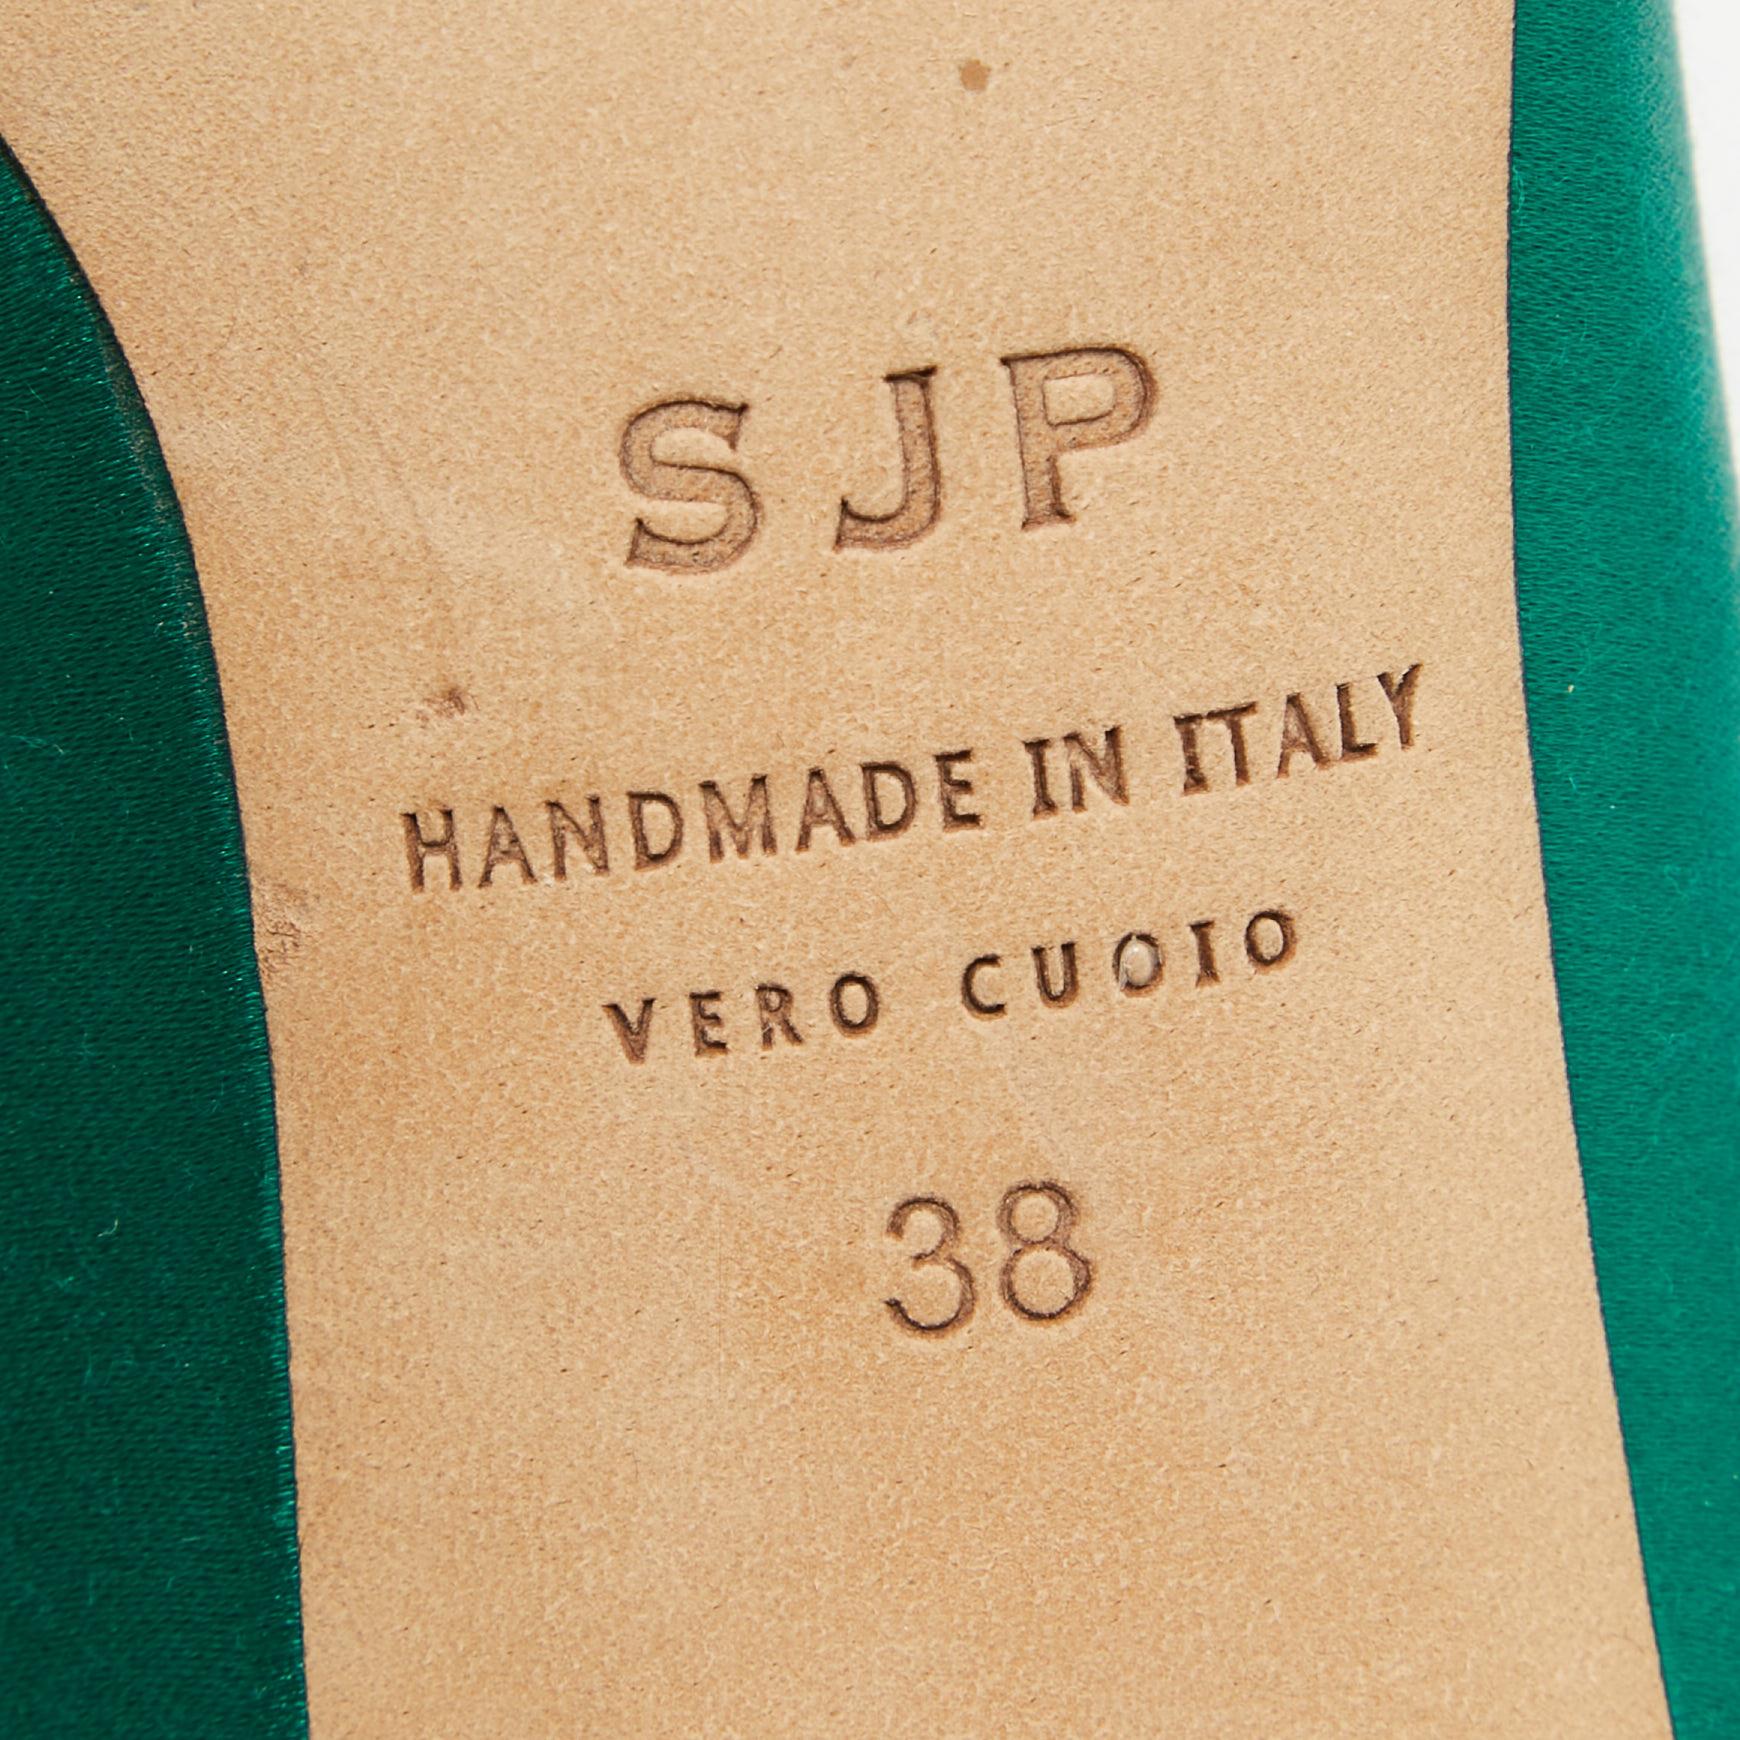 SJP
HANDMADE IN ITALY
VERO CUOIO
38